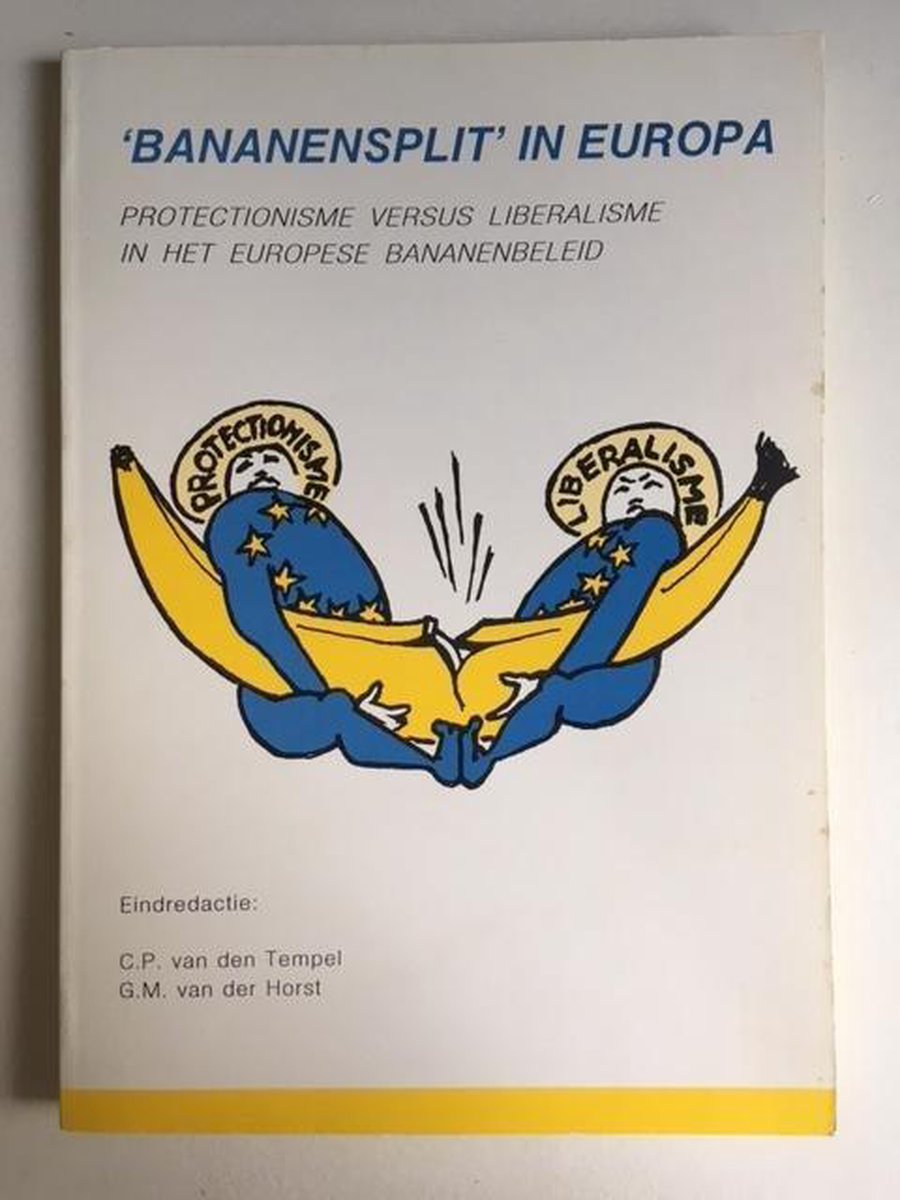 ‘BANANENSPLIT’ IN EUROPA
PROTECTIONISME VERSUS LIBERALISME
IN HET EUROPESE BANANENBELEID
PROTECTIONISME
LIBERALISME
Eindredactie:
C.P. van den Tempel
G.M. van der Horst